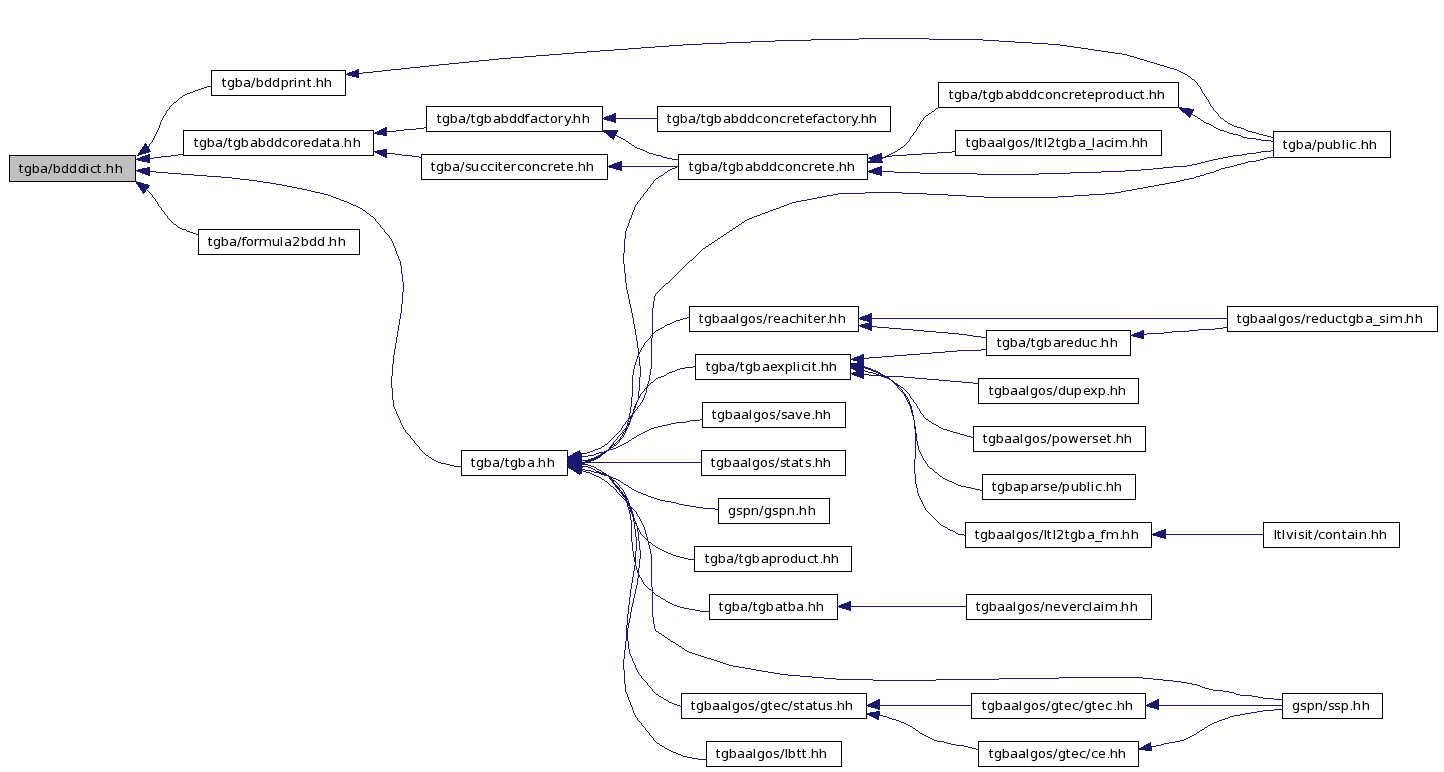 tgba/bdddict.hh
tgba/bddprint.hh
tgba/tgbabddcoredata.hh
tgba/formula2bdd.hh
tgba/tgbabddfactory.hh
tgba/succiterconcrete.hh
tgba/tgba.hh
tgba/tgbabddconcretefactory.hh
tgba/tgbabddconcrete.hh
tgba/tgbabddconcreteproduct.hh
tgbaalgos/ltl2tgba_lacim.hh
tgba/public.hh
tgbaalgos/reachiter.hh
tgba/tgbaexplicit.hh
tgbaalgos/save.hh
tgbaalgos/stats.hh
gspn/gspn.hh
tgba/tgbaproduct.hh
tgba/tgbatba.hh
tgbaalgos/gtec/status.hh
tgbaalgos/lbtt.hh
tgba/tgbareduc.hh
tgbaalgos/dupexp.hh
tgbaalgos/powerset.hh
tgbaparse/public.hh
tgbaalgos/ltl2tgba_fm.hh
tgbaalgos/neverclaim.hh
tgbaalgos/gtec/gtec.hh
tgbaalgos/gtec/ce.hh
tgbaalgos/reductgba_sim.hh
ltlvisit/contain.hh
gspn/ssp.hh